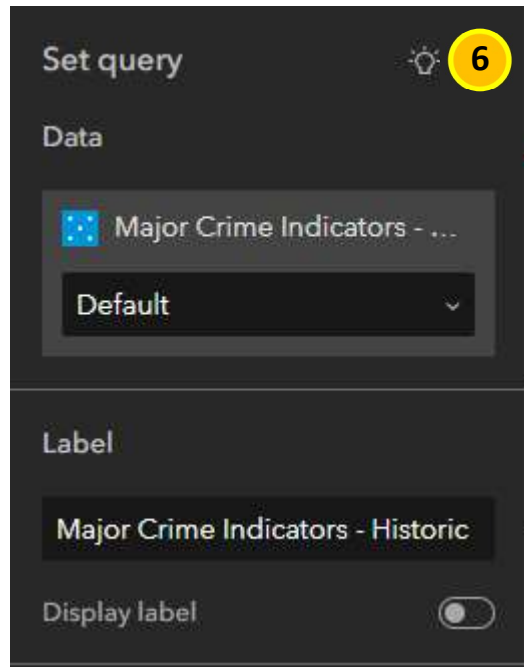 Set query 6
Data
Major Crime Indicators - ...
Default
Label
Major Crime Indicators - Historic
Display label